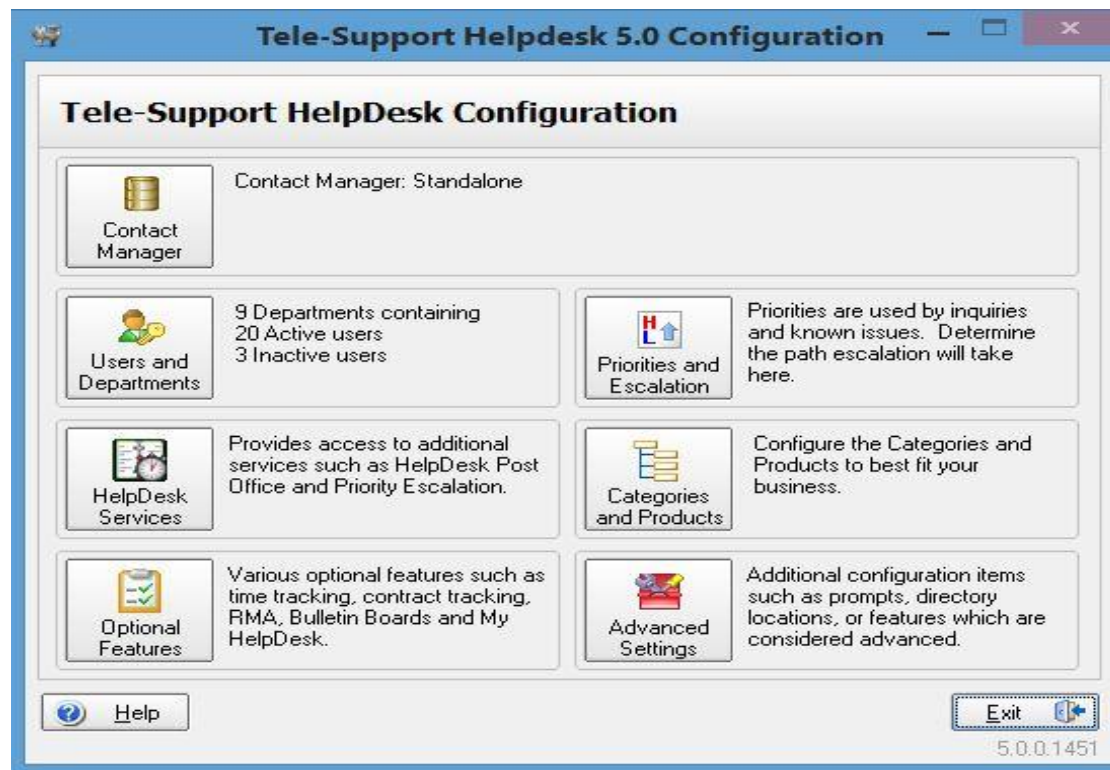 Tele-Support Helpdesk 5.0 Configuration
Tele-Support HelpDesk Configuration
Contact
Manager
Contact Manager: Standalone
Users and
Departments
9 Departments containing
20 Active users
3 Inactive users
H
L
Priorities and
Escalation
Priorities are used by inquiries
and known issues.  Determine
the path escalation will take
here.
HelpDesk
Services
Provides access to additional
services such as HelpDesk Post
Office and Priority Escalation.
Categories
and Products
Configure the Categories and
Products to best fit your
business.
Optional
Features
Various optional features such as
time tracking, contract tracking,
RMA, Bulletin Boards and My
HelpDesk.
Advanced
Settings
Additional configuration items
such as prompts, directory
locations, or features which are
considered advanced.
? Help
Exit
5.0.0.1451